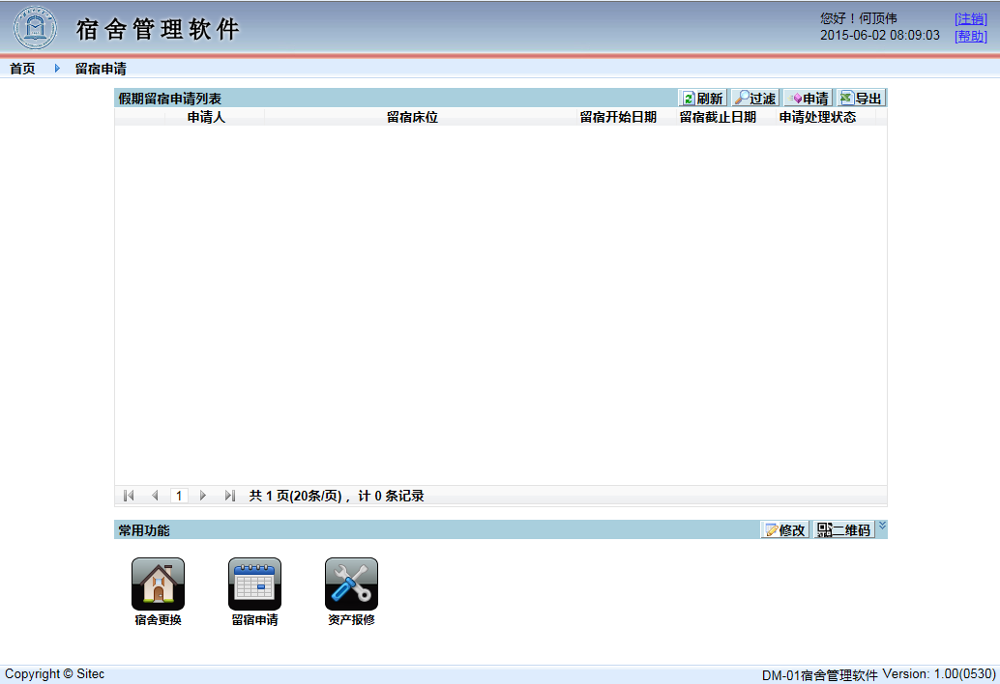 宿舍管理软件
您好！何顶伟 [注销]
2015-06-02 08:09:03 [帮助]
首页 留宿申请
假期留宿申请列表 刷新 过滤 申请 导出
申请人 留宿床位 留宿开始日期 留宿截止日期 申请处理状态
1 共 1 页(20条/页)，计 0 条记录
常用功能 修改 二维码
宿舍更换 留宿申请 资产报修
Copyright © Sitec DM-01宿舍管理软件 Version: 1.00(0530)